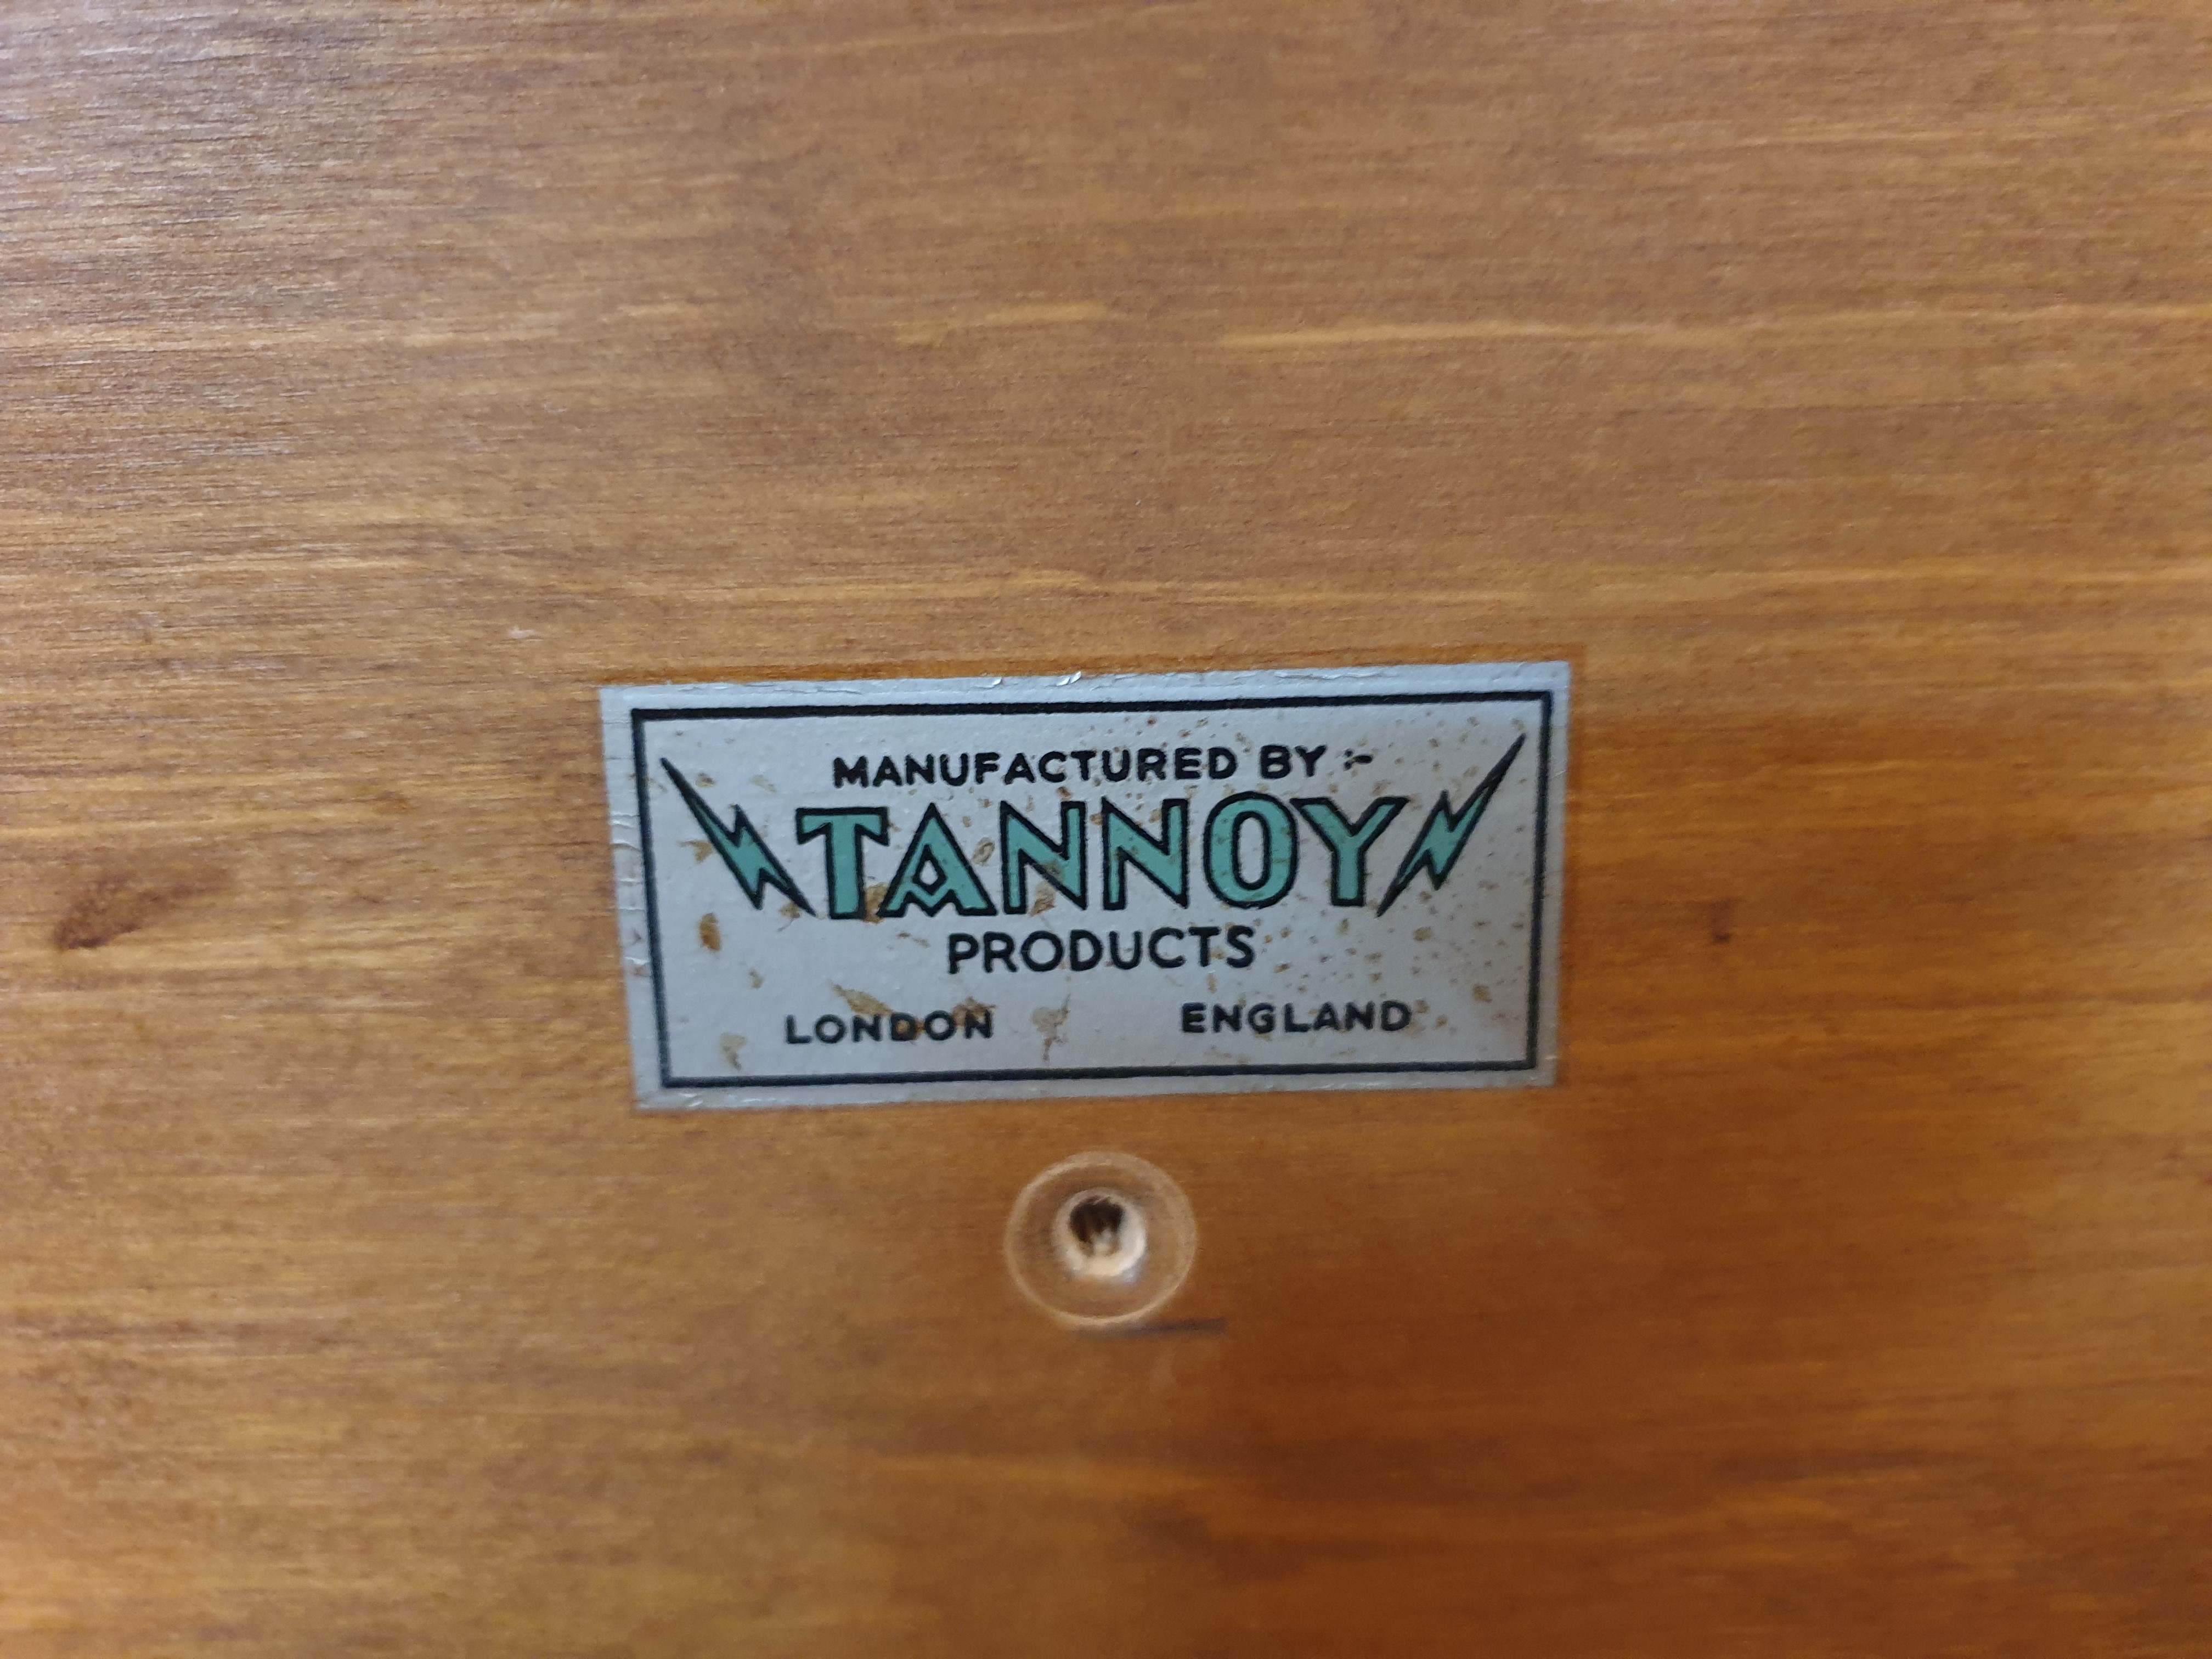 MANUFACTURED BY :-
TANNOY
PRODUCTS
LONDON ENGLAND